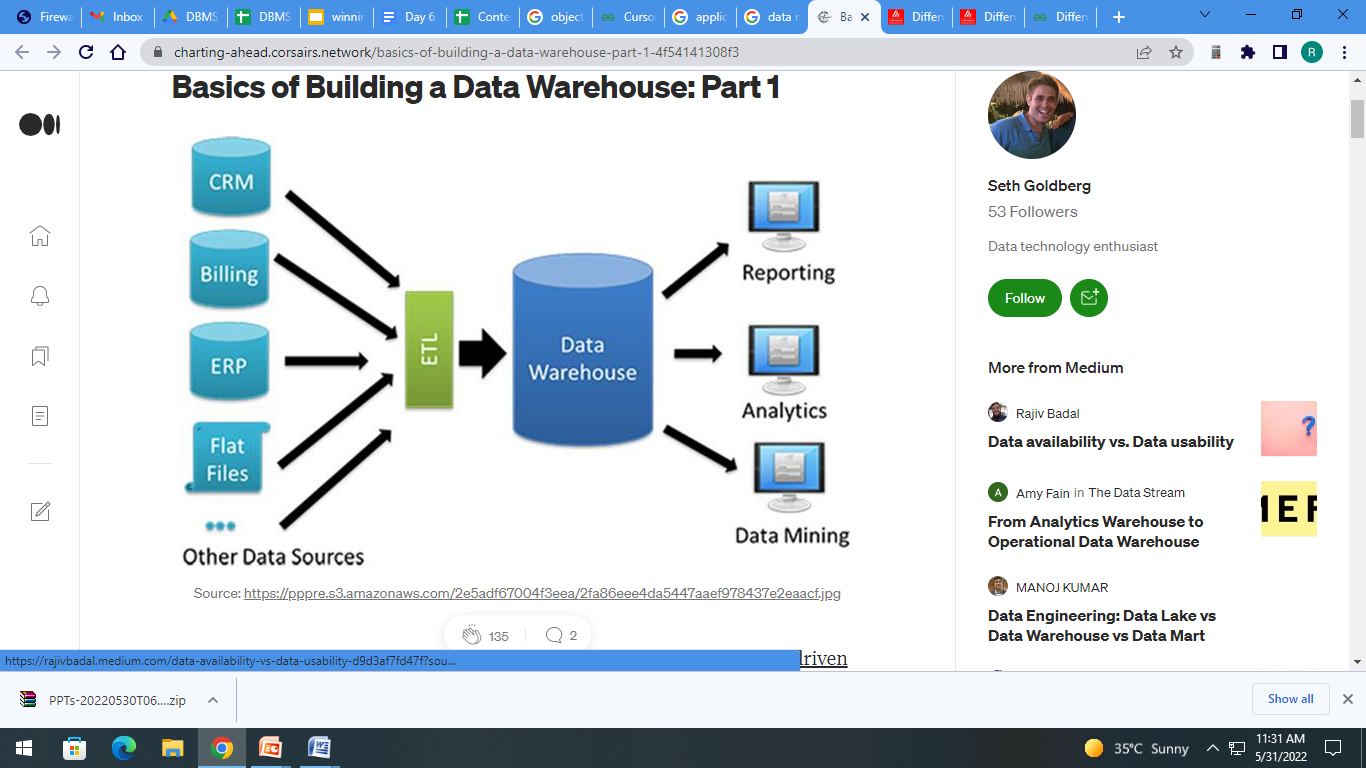 Firewa
Inbox
DBMS
DBMS
winnin
Day 6
Conte
object
Curso
applic
data m
Ba
Differe
Differe
Differe
charting-ahead.corsairs.network/basics-of-building-a-data-warehouse-part-1-4f54141308f3
R
Basics of Building a Data Warehouse: Part 1
CRM
Billing
ERP
Flat
Files
Other Data Sources
ETL
Data
Warehouse
Reporting
Analytics
Data Mining
Source: https://pppre.s3.amazonaws.com/2e5adf67004f3eea/2fa86eee4da5447aaef978437e2eaacf.jpg
135
2
driven
Seth Goldberg
53 Followers
Data technology enthusiast
Follow
More from Medium
Rajiv Badal
Data availability vs. Data usability
?
A
Amy Fain in The Data Stream
From Analytics Warehouse to
Operational Data Warehouse
MER
MANOJ KUMAR
Data Engineering: Data Lake vs
Data Warehouse vs Data Mart
https://rajivbadal.medium.com/data-availability-vs-data-usability-d9d3af7fd47f?sou...
PPTs-20220530T06....zip
Show all
35°C Sunny
11:31 AM
5/31/2022